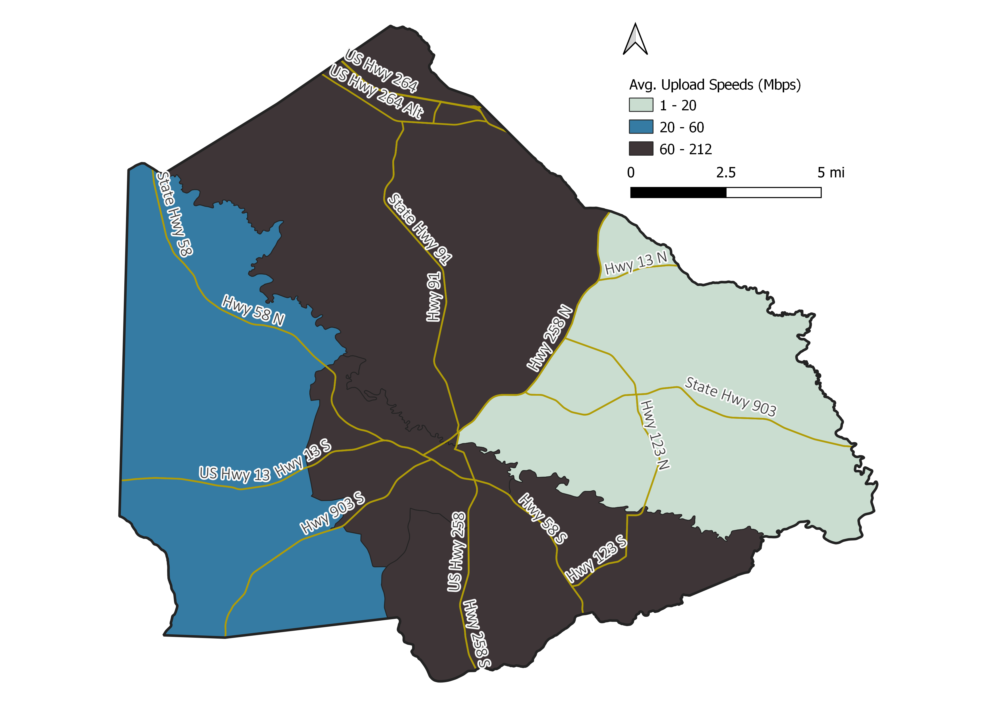 US Hwy 264
US Hwy 264 Alt
Avg. Upload Speeds (Mbps)
1 - 20
20 - 60
60 - 212
0 2.5 5 mi
State Hwy 58
State Hwy 91
Hwy 13 N
Hwy 91
Hwy 58 N
Hwy 258 N
State Hwy 903
Hwy 123 N
US Hwy 13
Hwy 13 S
Hwy 903 S
Hwy 58 S
US Hwy 258
Hwy 123 S
Hwy 258 S